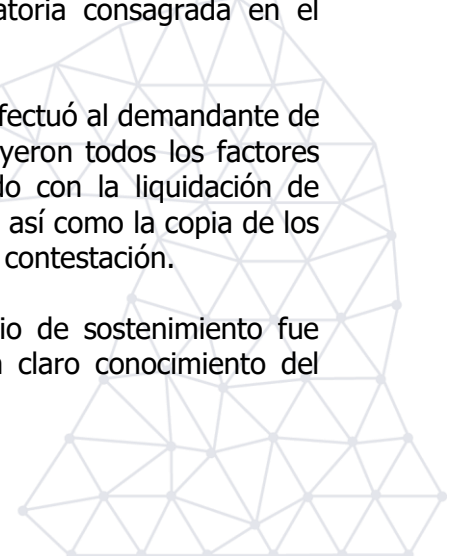 atoria consagrada en el
fectuó al demandante de
yeron todos los factores
do con la liquidación de
así como la copia de los
contestación.
io de sostenimiento fue
claro conocimiento del